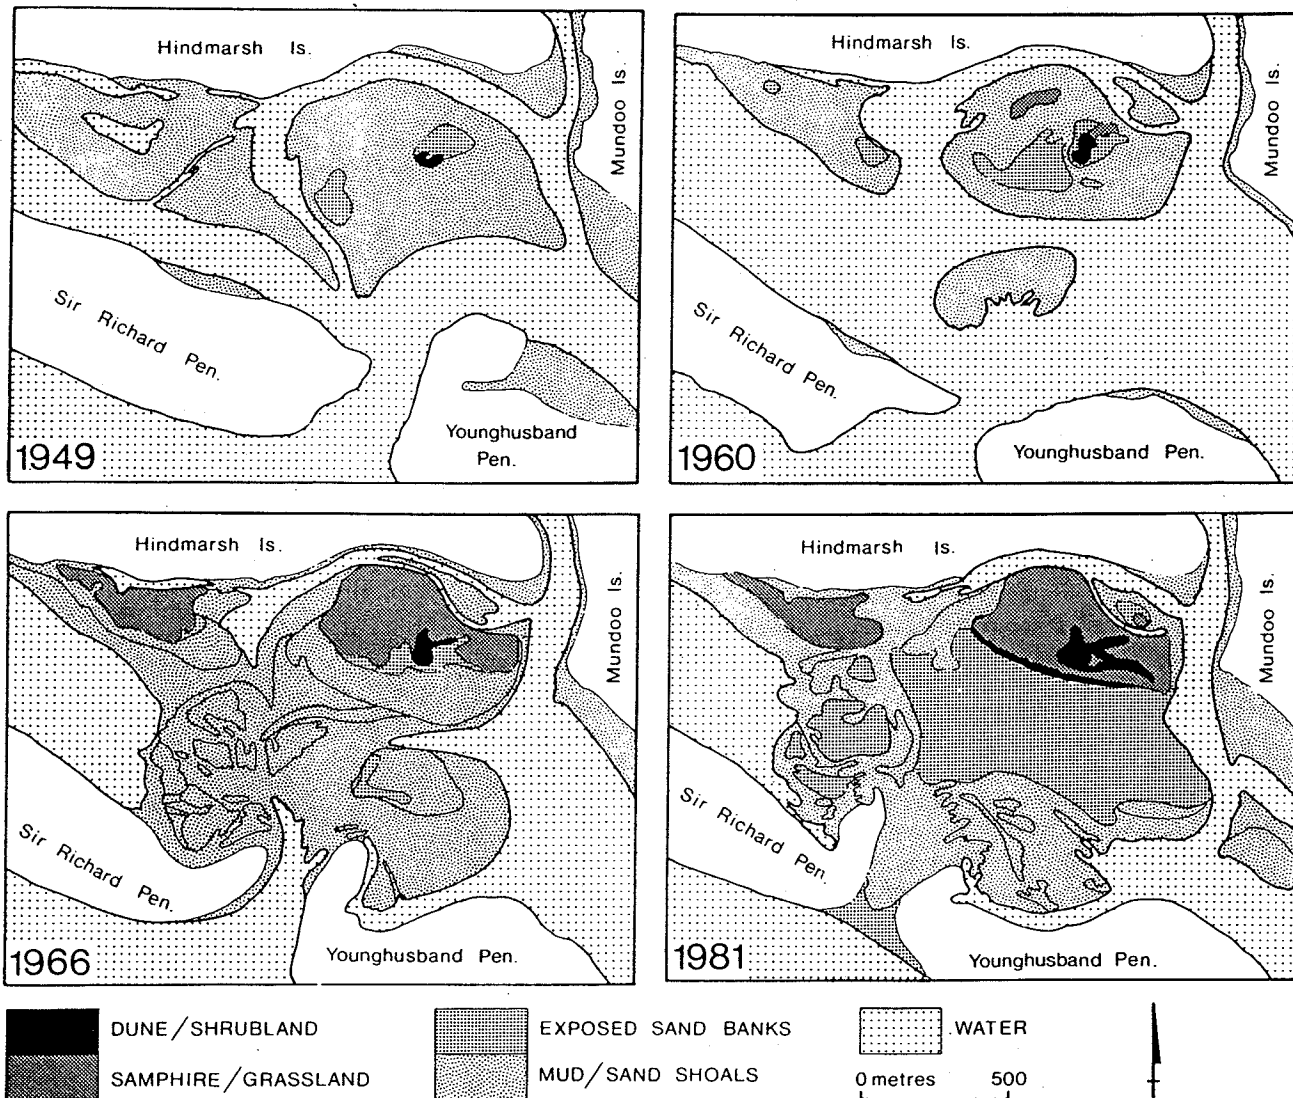 Hindmarsh Is.
Mundoo Is.
Sir Richard Pen.
Younghusband
Pen.
1949
Hindmarsh Is.
Mundoo Is.
Sir Richard Pen.
Younghusband Pen.
1960
Hindmarsh Is.
Mundoo Is.
Sir Richard Pen.
Younghusband Pen.
1966
Hindmarsh Is.
Mundoo Is.
Sir Richard Pen.
Younghusband Pen.
1981
DUNE/SHRUBLAND
SAMPHIRE/GRASSLAND
EXPOSED SAND BANKS
MUD/SAND SHOALS
WATER
0 metres 500